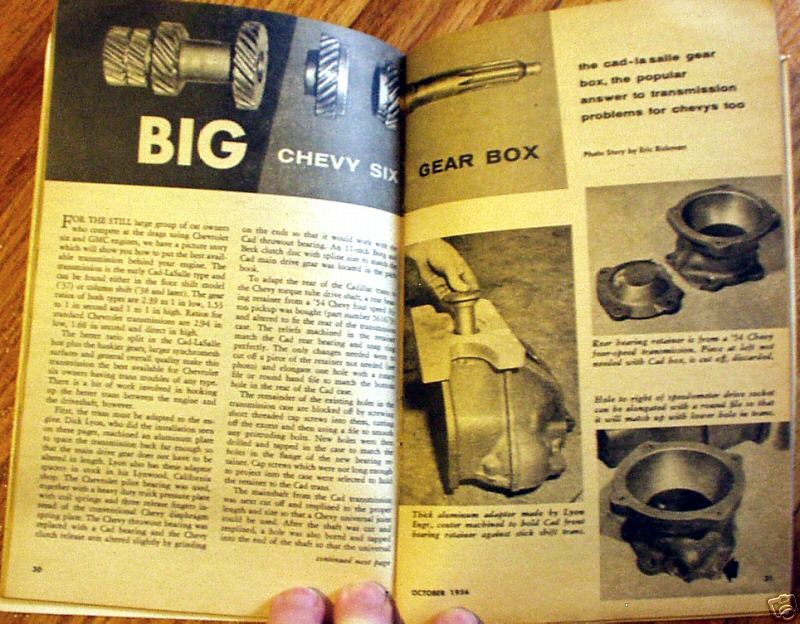 BIG CHEVY SIX GEAR BOX
the cad-lasalle gear
box, the popular
answer to transmission
problems for chevys too
Photo Story by Eric Rickman
FOR THE STILL large group of car owners
who compete at the drags using Chevrolet
six and GMC engines, we have a picture story
which will show you how to put the best avail-
able transmission behind your engine. The
transmission is the early Cad-LaSalle type and
can be found either in the floor shift model
('37) or column shift ('38 and later). The gear
ratios of both types are 2.39 to 1 in low, 1.53
to 1 in second and 1 to 1 in high. Ratios for
standard Chevrolet transmissions are 2.94 in
low, 1.68 in second and direct in high.
The better ratio split in the Cad-LaSalle
box plus the huskier gears, larger synchromesh
surfaces and general overall quality make this
transmission the best available for Chevrolet
six owners having trans troubles of any type.
There is a bit of work involved in hooking
up the better trans between the engine and
the driveshaft, however.
First, the trans must be adapted to the en-
gine. Dick Lyon, who did the installation seen
on these pages, machined an aluminum plate
to space the transmission back far enough so
that the main drive gear does not have to be
altered in length. Lyon also has these adaptor
spacers in stock in his Lynwood, California
shop. The Chevrolet pilot bearing was used,
together with a heavy duty truck pressure plate
with coil springs and three release fingers in-
stead of the conventional Chevy diaphragm
spring plate. The Chevy throwout bearing was
replaced with a Cad bearing and the Chevy
clutch release arm altered slightly by grinding
on the ends so that it would work with the
Cad throwout bearing. An 11-inch Borg and
Beck clutch disc with spline size to match the
Cad main drive gear was located in the parts
book.
To adapt the rear of the Cadillac trans to
the Chevy torque tube drive shaft, a rear bear-
ing retainer from a '54 Chevy four speed
ton pickup was bought (part number
and altered to fit the rear of the transmission
case. The reliefs machined in the retainer
match the Cad rear bearing and snap ring
perfectly. The only changes needed were to
cut off a piece of the retainer not needed (see
photo) and elongate one hole with a rotary
file or round hand file to match the bottom
hole in the rear of the Cad case.
The remainder of the existing holes in the
transmission case are blocked off by screwing
short threaded cap screws into them, cutting
off the excess and then using a file to smooth
any protruding bolts. New holes were then
drilled and tapped in the case to match the
holes in the flange of the new bearing re-
tainer. Cap screws which were not long enough
to project into the case were selected to hold
the retainer to the Cad trans.
The mainshaft from the Cad transmission
was next cut off and resplined to the proper
length and size so that a Chevy universal joint
could be used. After the shaft was cut and
resplined, a hole was also bored and tapped
into the end of the shaft so that the universal
continued next page
30
Thick aluminum adaptor made by Lyon
Engr., center machined to hold Cad front
bearing retainer against stick shift trans.
Rear bearing retainer is from a '54 Chevy
four-speed transmission. Piece at left not
needed with Cad box, is cut off, discarded.
Hole to right of speedometer drive socket
can be elongated with a round file so that
it will match up with lower hole in trans.
OCTOBER 1956
31